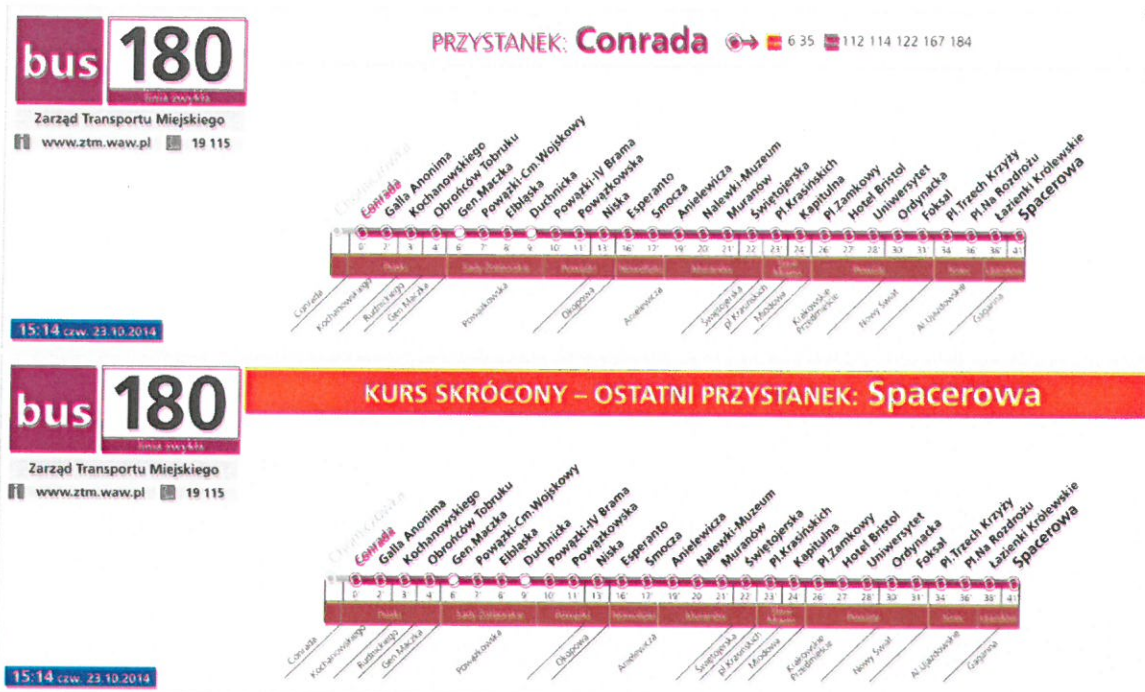 bus 180
linia zwykła
Zarząd Transportu Miejskiego
www.ztm.waw.pl 19 115
PRZYSTANEK: Conrada 6 35 112 114 122 167 184
Conrada
Galla Anonima
Kochanowskiego
Obrońców Tobruku
Gen.Maczka
Powązki-Cm.Wojskowy
Elbląska
Duchnicka
Powązki-IV Brama
Powązkowska
Niska
Esperanto
Smocza
Anielewicza
Nalewki-Muzeum
Muranów
Świętojerska
Pl.Krasińskich
Kapitulna
Pl.Zamkowy
Hotel Bristol
Uniwersytet
Ordynacka
Foksal
Pl.Trzech Krzyży
Pl.Na Rozdrożu
Łazienki Królewskie
Spacerowa
0' 2' 3' 4' 6' 7' 8' 9' 10' 11' 13' 16' 17' 19' 20' 21' 22' 23' 24' 26' 27' 28' 30' 31' 34' 36' 38' 41'
Conrada
Kochanowskiego
Rudnickiego
Gen Maczka
Powązkowska
Okopowa
Anielewicza
Świętojerska
pl Krasińskich
Miodowa
Krakowskie
Przedmieście
Nowy Świat
Al Ujazdowskie
Gagarina
15:14 czw. 23.10.2014
bus 180
linia zwykła
Zarząd Transportu Miejskiego
www.ztm.waw.pl 19 115
KURS SKRÓCONY – OSTATNI PRZYSTANEK: Spacerowa
Conrada
Galla Anonima
Kochanowskiego
Obrońców Tobruku
Gen.Maczka
Powązki-Cm.Wojskowy
Elbląska
Duchnicka
Powązki-IV Brama
Powązkowska
Niska
Esperanto
Smocza
Anielewicza
Nalewki-Muzeum
Muranów
Świętojerska
Pl.Krasińskich
Kapitulna
Pl.Zamkowy
Hotel Bristol
Uniwersytet
Ordynacka
Foksal
Pl.Trzech Krzyży
Pl.Na Rozdrożu
Łazienki Królewskie
Spacerowa
0' 2' 3' 4' 6' 7' 8' 9' 10' 11' 13' 16' 17' 19' 20' 21' 22' 23' 24' 26' 27' 28' 30' 31' 34' 36' 38' 41'
Conrada
Kochanowskiego
Rudnickiego
Gen Maczka
Powązkowska
Okopowa
Anielewicza
Świętojerska
pl Krasińskich
Miodowa
Krakowskie
Przedmieście
Nowy Świat
Al Ujazdowskie
Gagarina
15:14 czw. 23.10.2014